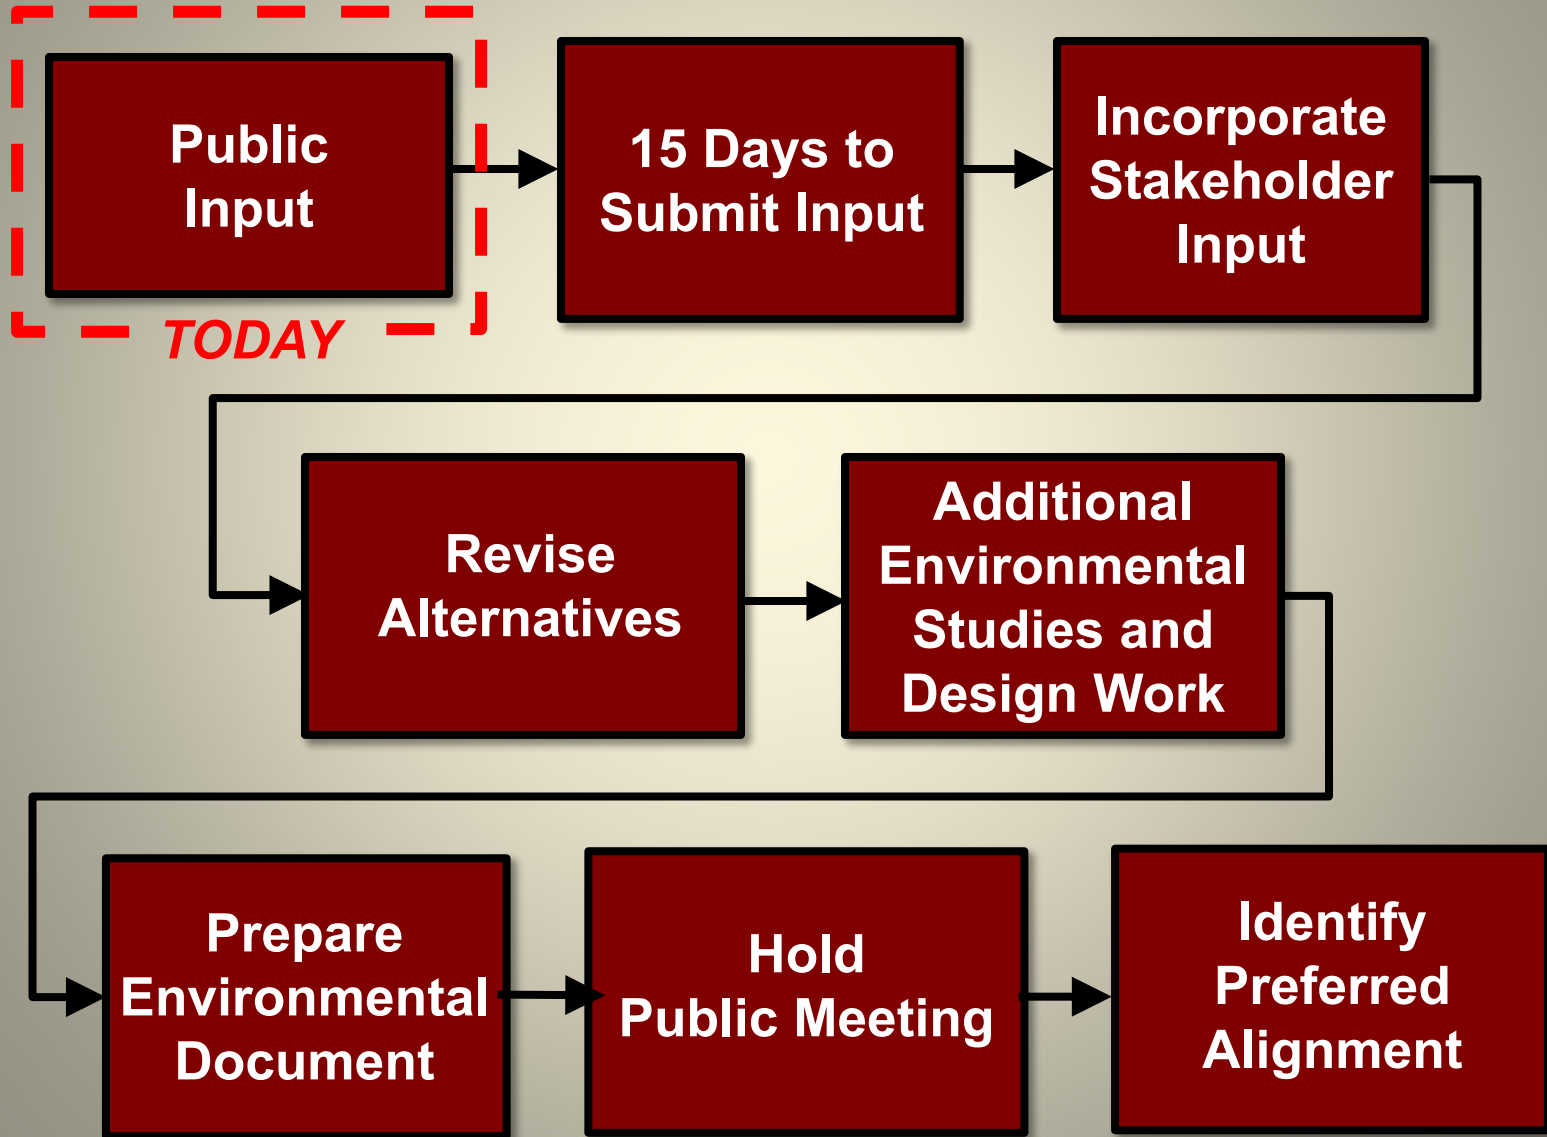 Public
Input
TODAY
15 Days to
Submit Input
Incorporate
Stakeholder
Input
Revise
Alternatives
Additional
Environmental
Studies and
Design Work
Prepare
Environmental
Document
Hold
Public Meeting
Identify
Preferred
Alignment